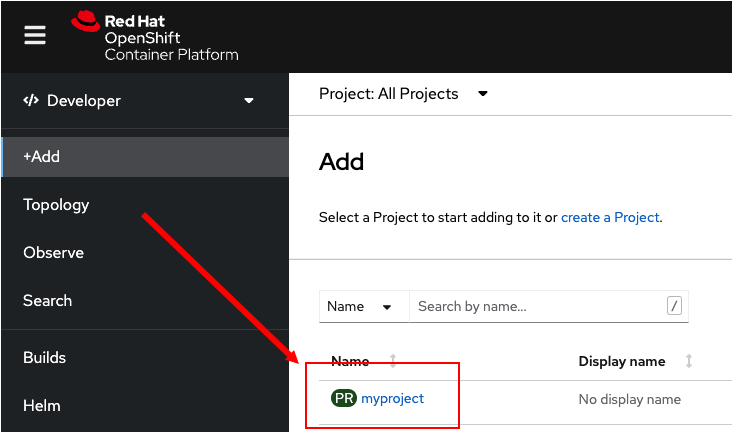 Red Hat
OpenShift
Container Platform
Developer
+Add
Topology
Observe
Search
Builds
Helm
Project: All Projects
Add
Select a Project to start adding to it or create a Project.
Name
Search by name...
/
Name
Display name
PR myproject
No display name